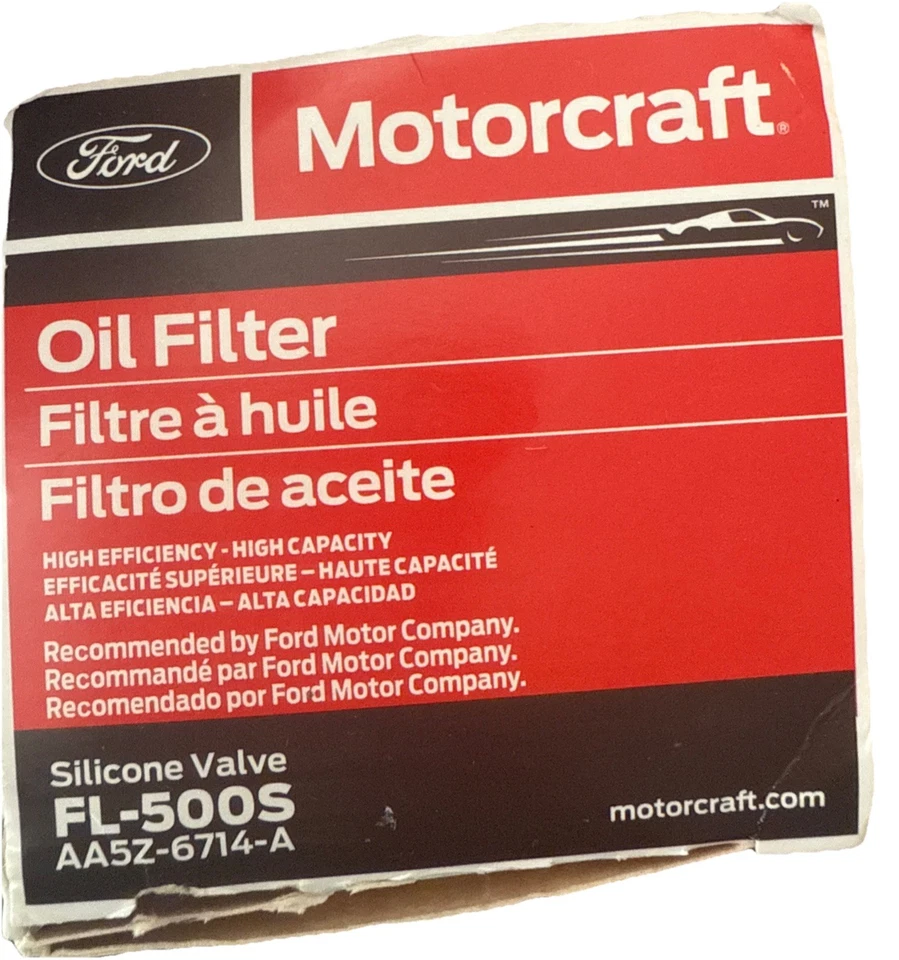 Ford
Motorcraft®
TM
Oil Filter
Filtre à huile
Filtro de aceite
HIGH EFFICIENCY - HIGH CAPACITY
EFFICACITÉ SUPÉRIEURE – HAUTE CAPACITÉ
ALTA EFICIENCIA – ALTA CAPACIDAD
Recommended by Ford Motor Company.
Recommandé par Ford Motor Company.
Recomendado por Ford Motor Company.
Silicone Valve
FL-500S
AA5Z-6714-A
motorcraft.com